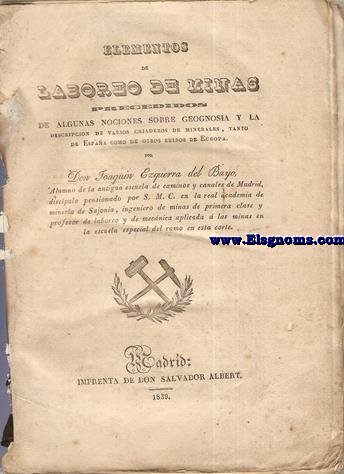 ELEMENTOS
DE
LABOREO DE MINAS
PRECEDIDOS
DE ALGUNAS NOCIONES SOBRE GEOGNOSIA Y LA
DESCRIPCION DE VARIOS CRIADEROS DE MINERALES, TANTO
DE ESPAÑA COMO DE OTROS REINOS DE EUROPA.
POR
Don Joaquin Ezquerra del Bayo,
Alumno de la antigua escuela de caminos y canales de Madrid,
discipulo pensionado por S. M. C. en la real academia de
minería de Sajonia, ingeniero de minas de primera clase y
profesor de laboreo y de mecánica aplicada á las minas en
la escuela especial del ramo en esta corte.
www.Elsgnoms.com
Madrid:
IMPRENTA DE DON SALVADOR ALBERT.
1839.